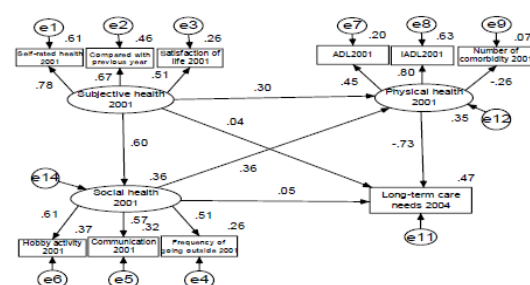 e1 .61 e2 .46 e3 .26
Self-rated health
2001
Compared with
previous year
Satisfaction of
life 2001
.78 .67 .51
Subjective health
2001
e7 .20 e8 .63 e9 .07
ADL2001 IADL2001
Number of
comorbidity 2001
.45 .80 -.26
Physical health
2001
.35
e12
.30
.04
.60
.36
.36
.05
-.73
e14
Social health
2001
.61 .57 .51
.37 .32 .26
Hobby activity
2001
Communication
2001
Frequency of
going outside 2001
e6 e5 e4
.47
Long-term care
needs 2004
e11